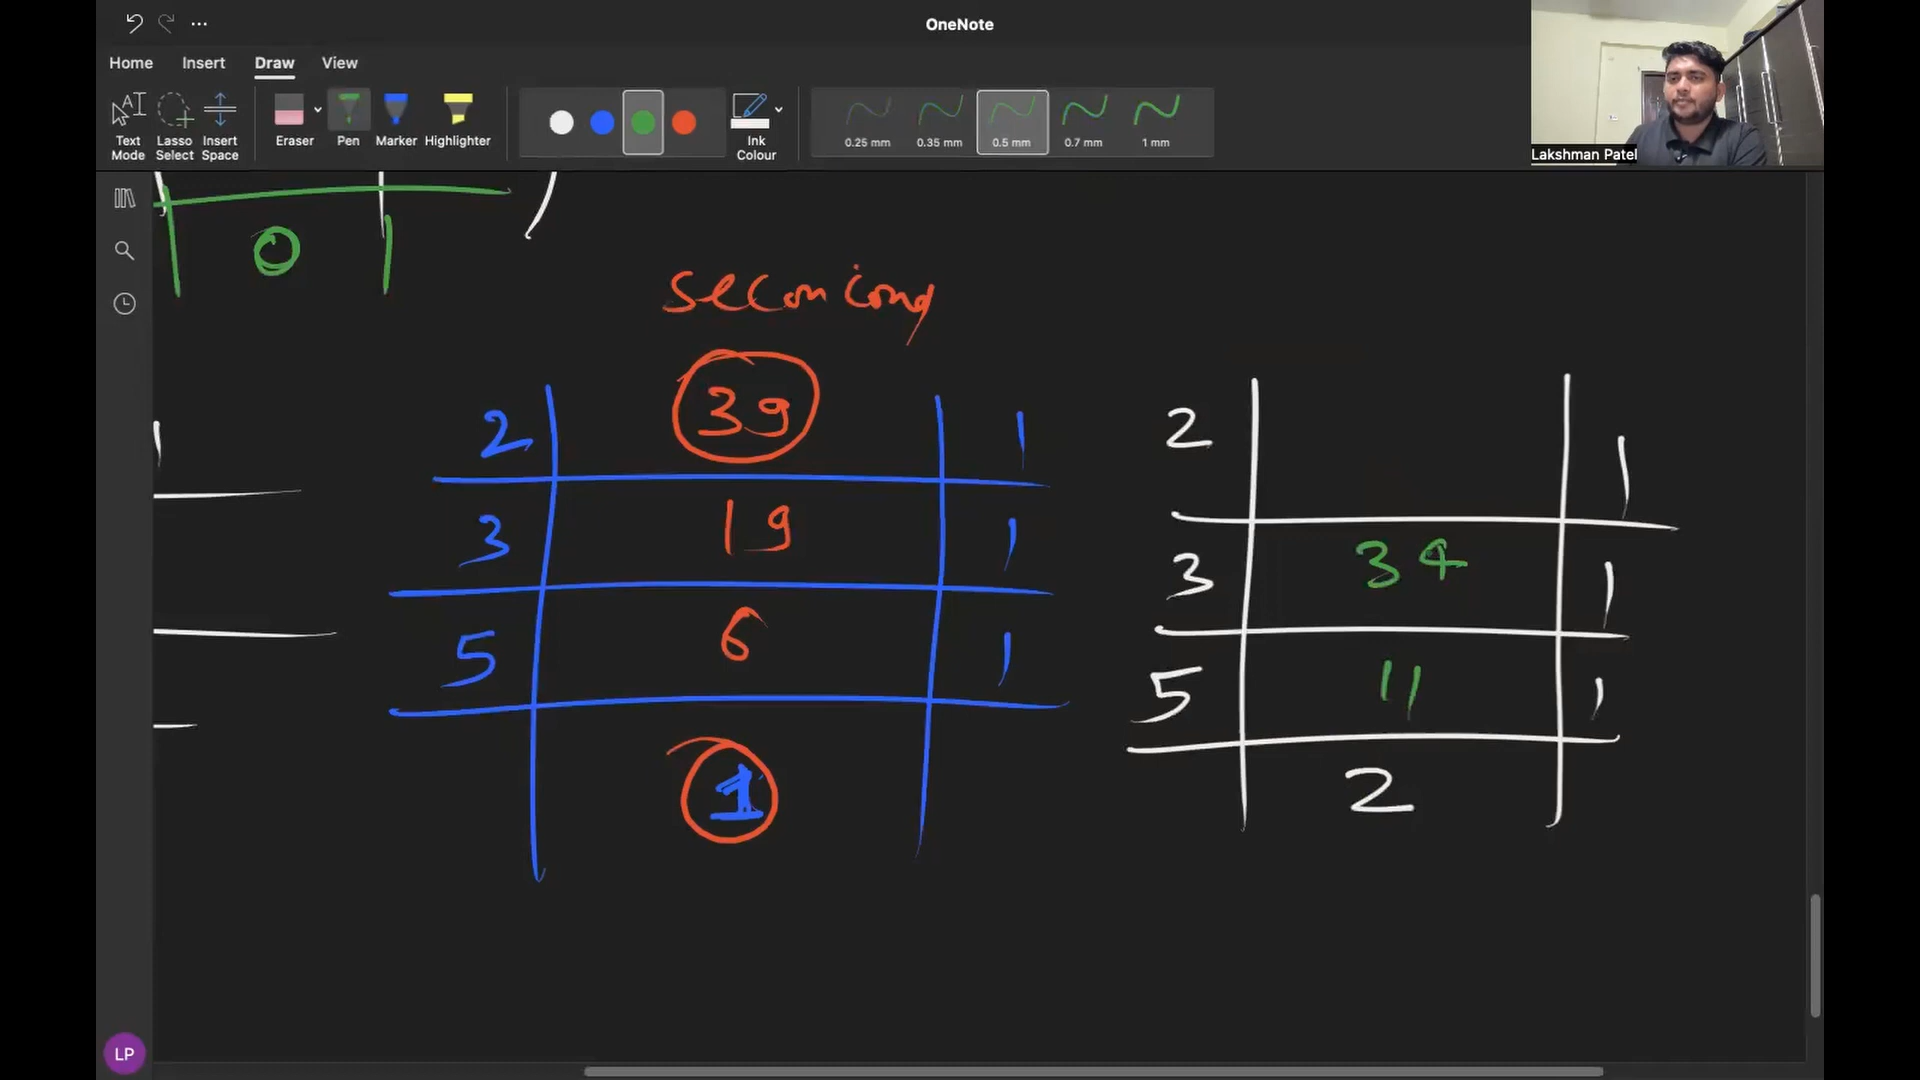 OneNote
Home Insert Draw View
Text Mode
Lasso Select
Insert Space
Eraser
Pen
Marker
Highlighter
Ink Colour
0.25 mm
0.35 mm
0.5 mm
0.7 mm
1 mm
Lakshman Patel
0
2 39 1
3 19 1
5 6 1
1
2 1
3 34 1
5 11 1
2
LP